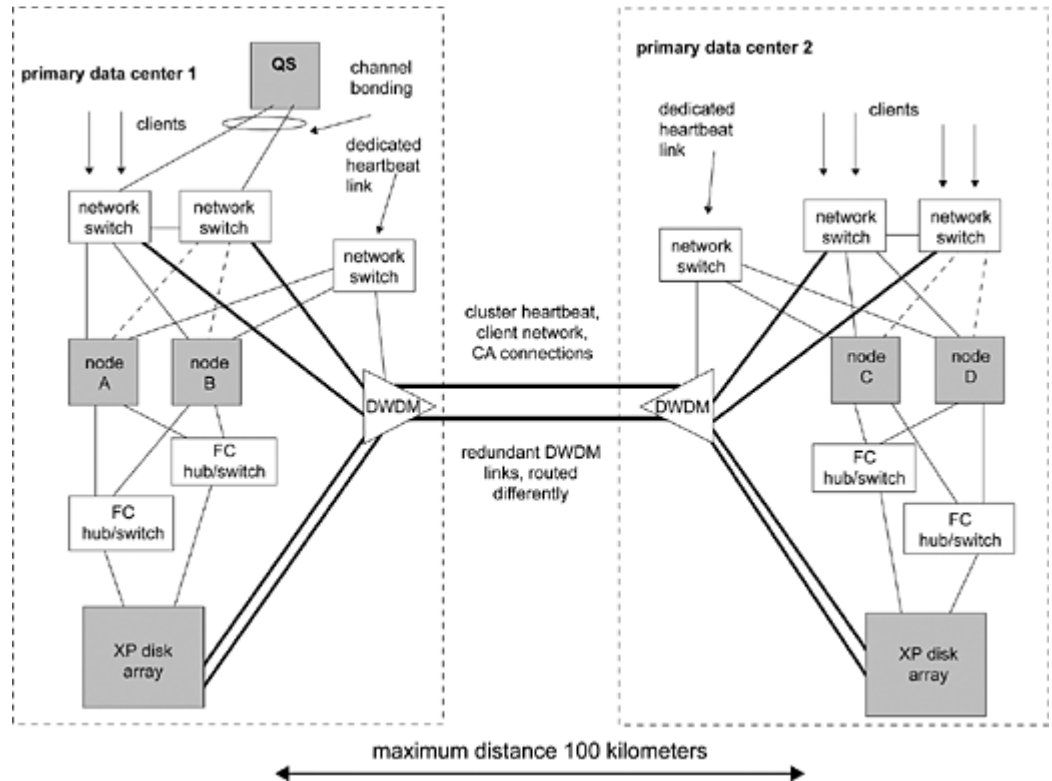 primary data center 1
QS
channel
bonding
clients
dedicated
heartbeat
link
network
switch
network
switch
network
switch
node
A
node
B
FC
hub/switch
FC
hub/switch
XP disk
array
DWDM
cluster heartbeat,
client network,
CA connections
redundant DWDM
links, routed
differently
DWDM
primary data center 2
dedicated
heartbeat
link
clients
network
switch
network
switch
network
switch
node
C
node
D
FC
hub/switch
FC
hub/switch
XP disk
array
maximum distance 100 kilometers